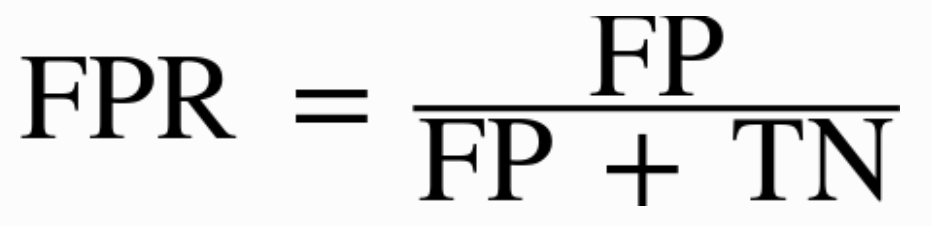 FPR = FP
FP + TN